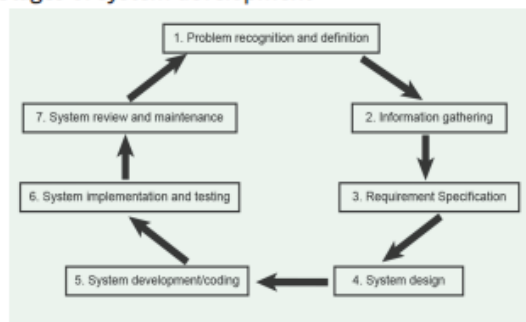 1. Problem recognition and definition
2. Information gathering
3. Requirement Specification
4. System design
5. System development/coding
6. System implementation and testing
7. System review and maintenance